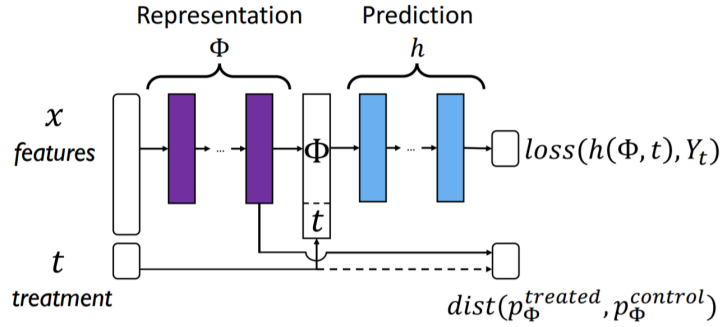 Representation
Φ
Prediction
h
x
features
...
Φ
...
loss(h(Φ, t), Y_t)
t
t
treatment
dist(p_Φ^treated, p_Φ^control)